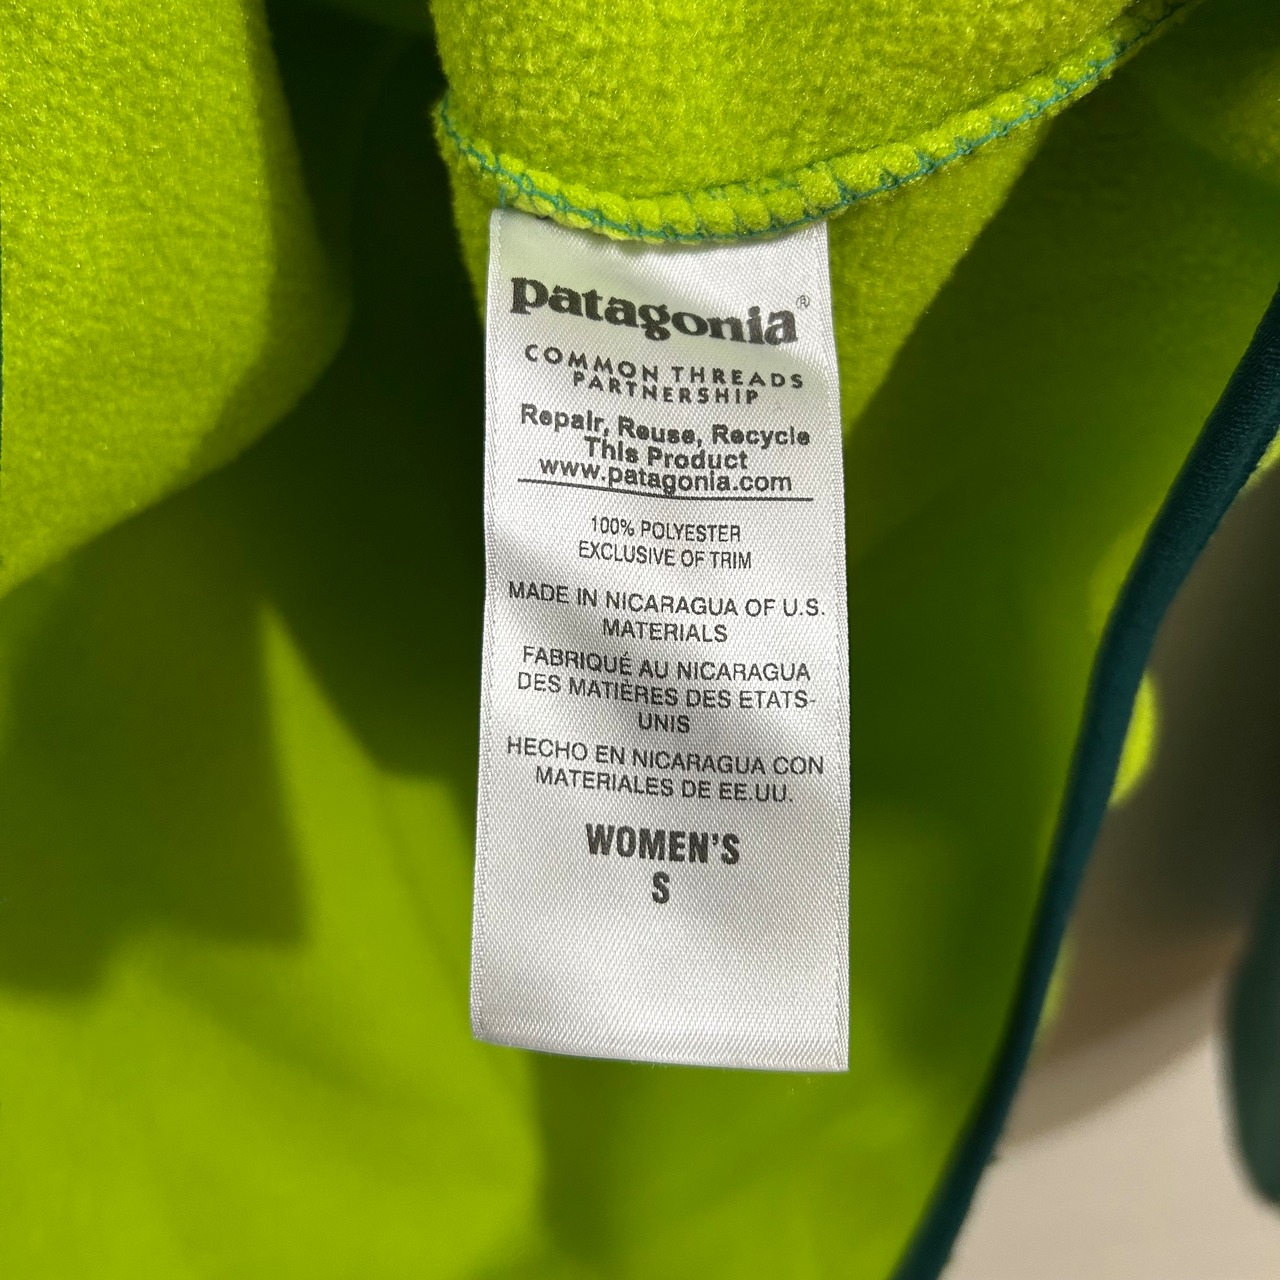 patagonia®
COMMON THREADS
PARTNERSHIP
Repair, Reuse, Recycle
This Product
www.patagonia.com
100% POLYESTER
EXCLUSIVE OF TRIM
MADE IN NICARAGUA OF U.S.
MATERIALS
FABRIQUÉ AU NICARAGUA
DES MATIÈRES DES ETATS-
UNIS
HECHO EN NICARAGUA CON
MATERIALES DE EE.UU.
WOMEN'S
S